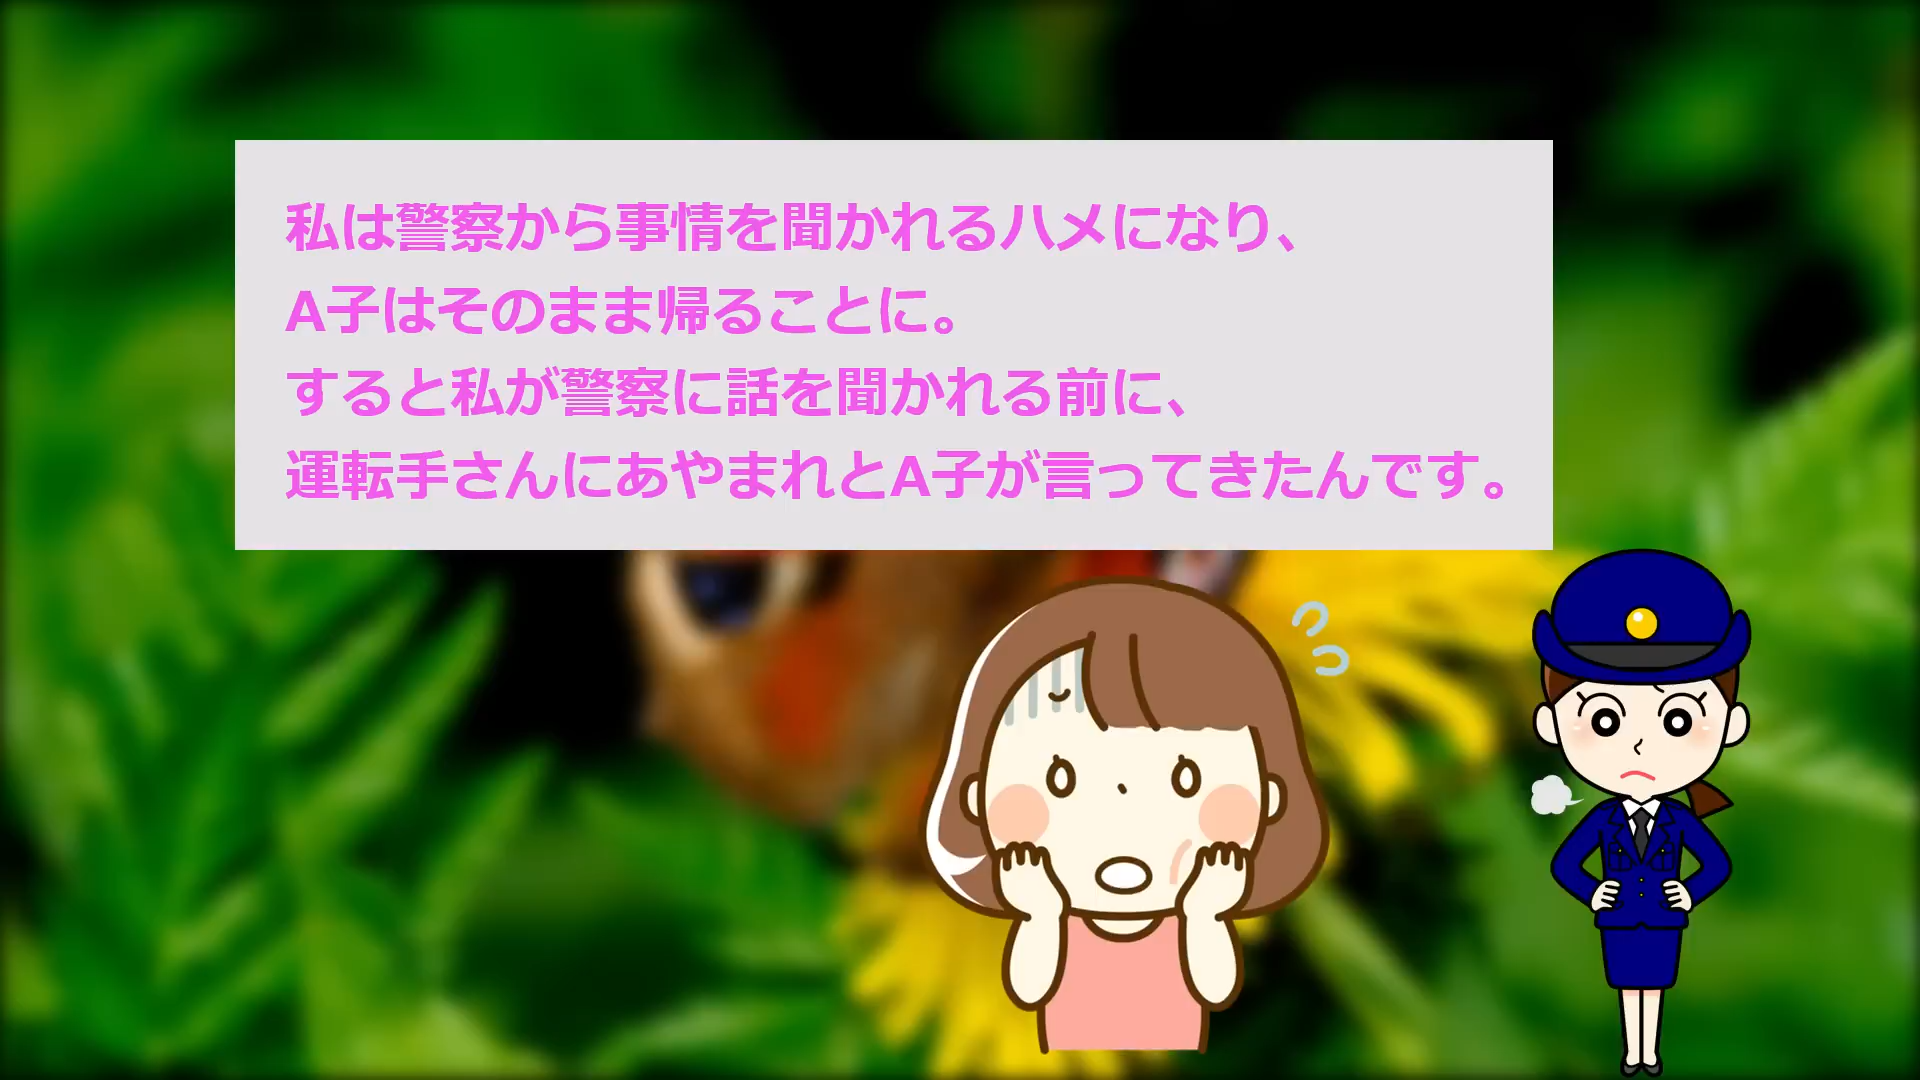 私は警察から事情を聞かれるハメになり、
A子はそのまま帰ることに。
すると私が警察に話を聞かれる前に、
運転手さんにあやまれとA子が言ってきたんです。